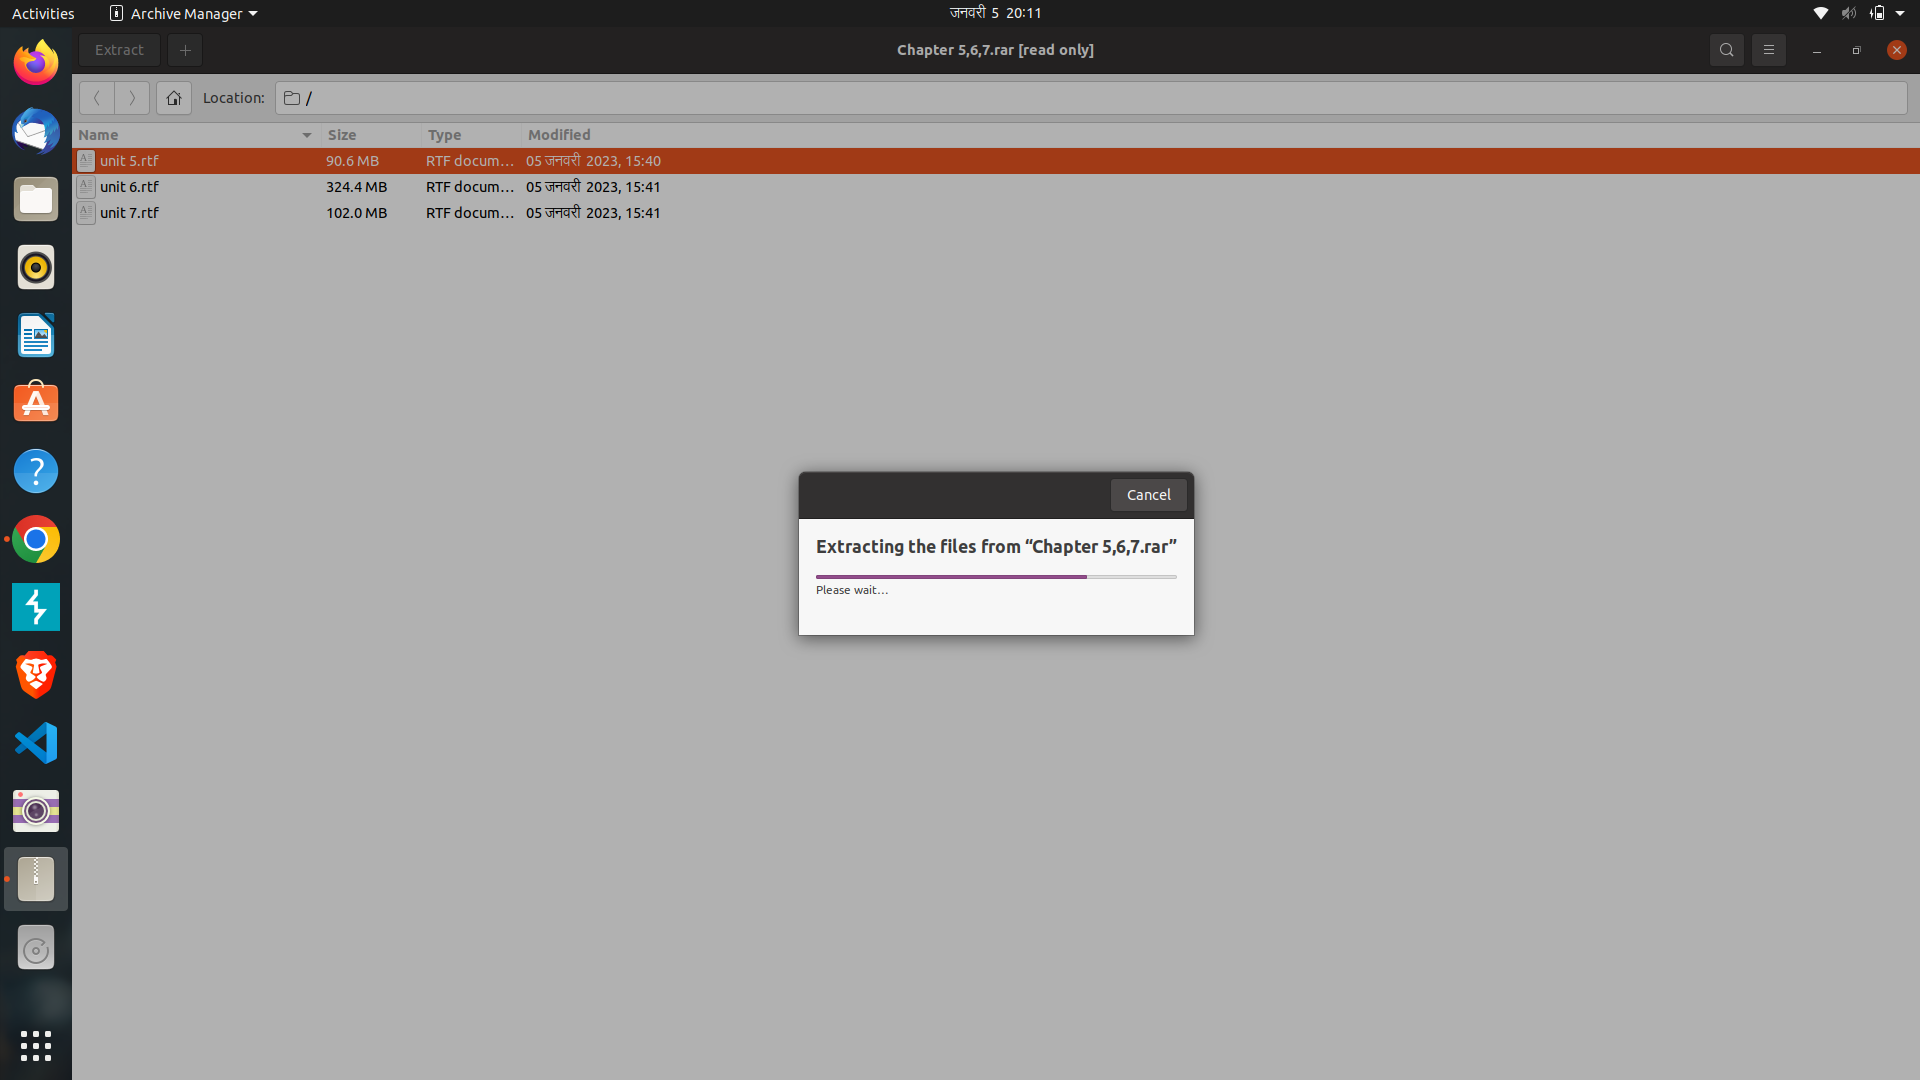 Activities Archive Manager जनवरी 5 20:11
Extract Chapter 5,6,7.rar [read only]
Location: /
Name Size Type Modified
unit 5.rtf 90.6 MB RTF docum… 05 जनवरी 2023, 15:40
unit 6.rtf 324.4 MB RTF docum… 05 जनवरी 2023, 15:41
unit 7.rtf 102.0 MB RTF docum… 05 जनवरी 2023, 15:41
Cancel
Extracting the files from “Chapter 5,6,7.rar”
Please wait…